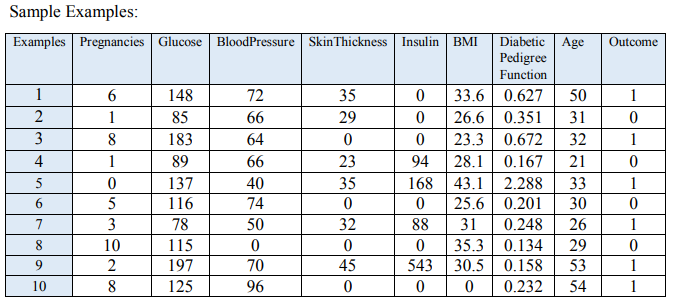 Sample Examples:
Examples Pregnancies Glucose BloodPressure SkinThickness Insulin BMI Diabetic Pedigree Function Age Outcome
1 6 148 72 35 0 33.6 0.627 50 1
2 1 85 66 29 0 26.6 0.351 31 0
3 8 183 64 0 0 23.3 0.672 32 1
4 1 89 66 23 94 28.1 0.167 21 0
5 0 137 40 35 168 43.1 2.288 33 1
6 5 116 74 0 0 25.6 0.201 30 0
7 3 78 50 32 88 31 0.248 26 1
8 10 115 0 0 0 35.3 0.134 29 0
9 2 197 70 45 543 30.5 0.158 53 1
10 8 125 96 0 0 0 0.232 54 1